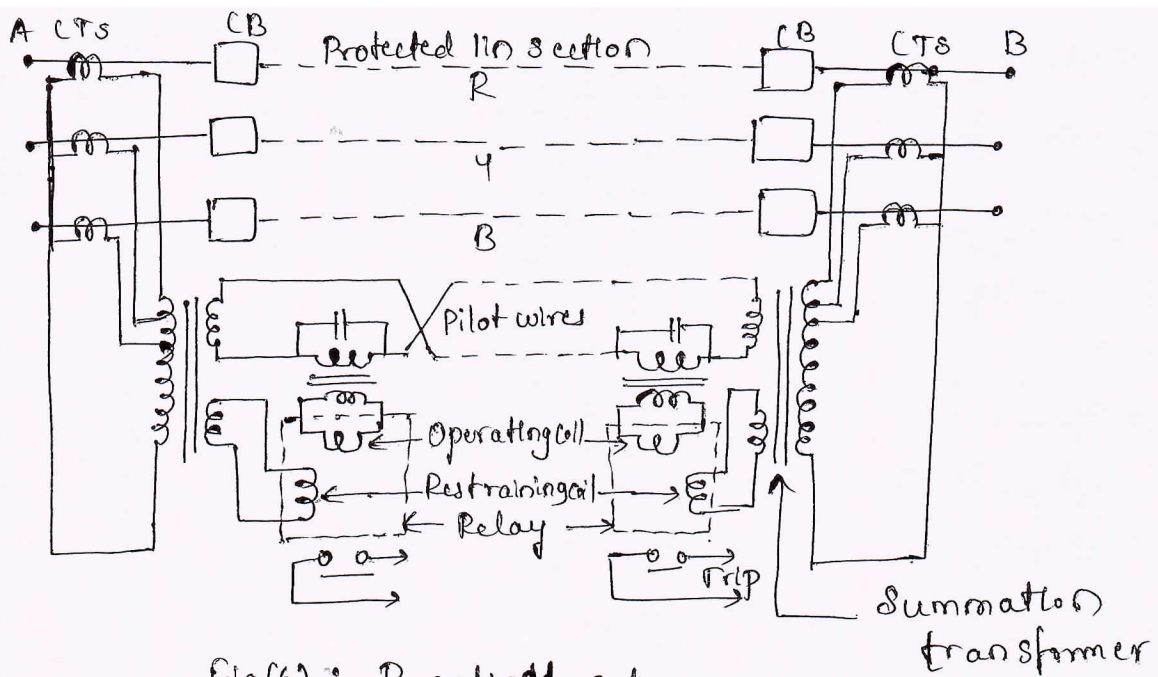 A CTS CB Protected lin section CB CTS B
R
Y
B
Pilot wires
Operating coil
Restraining coil
Relay
Trip
Summation
transformer